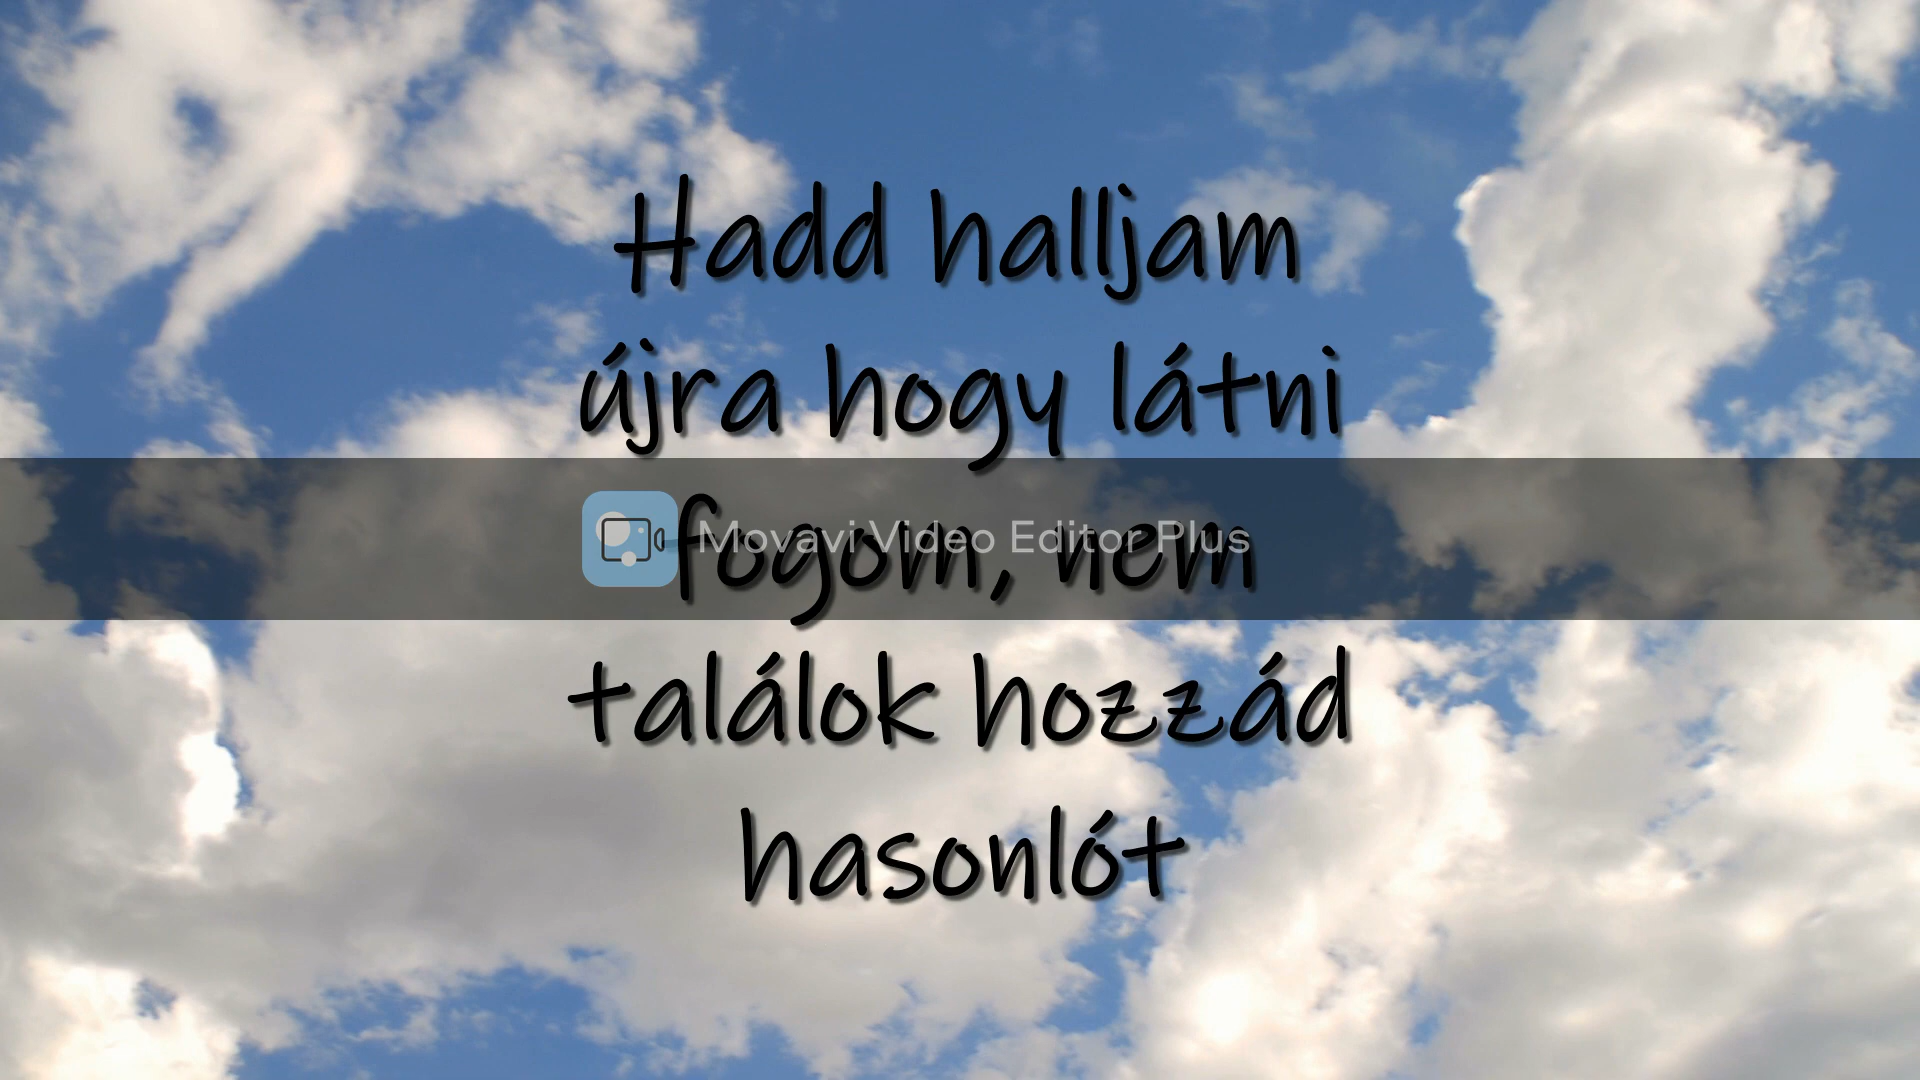 Hadd halljam
újra hogy látni
fogom, nem
Movavi Video Editor Plus
találok hozzád
hasonlót